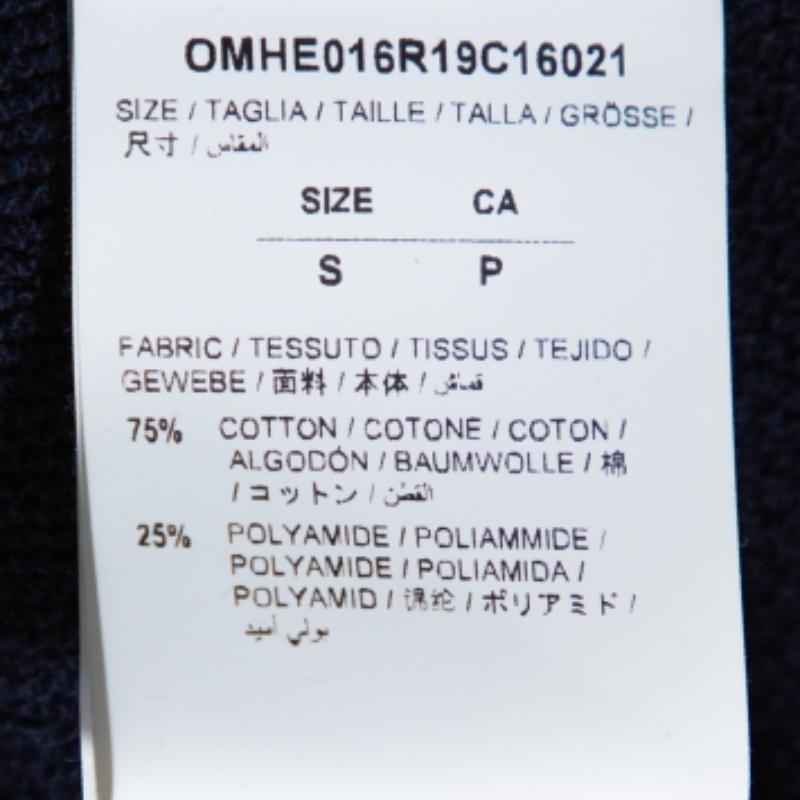 OMHE016R19C16021
SIZE / TAGLIA / TAILLE / TALLA / GRÖSSE /
尺寸 / المقاس
SIZE CA
S P
FABRIC / TESSUTO / TISSUS / TEJIDO /
GEWEBE / 面料 / 本体 / قماش
75% COTTON / COTONE / COTON /
ALGODÓN / BAUMWOLLE / 棉
/ コットン / القطن
25% POLYAMIDE / POLIAMMIDE /
POLYAMIDE / POLIAMIDA /
POLYAMID / 锦纶 / ポリアミド /
بولي أميد